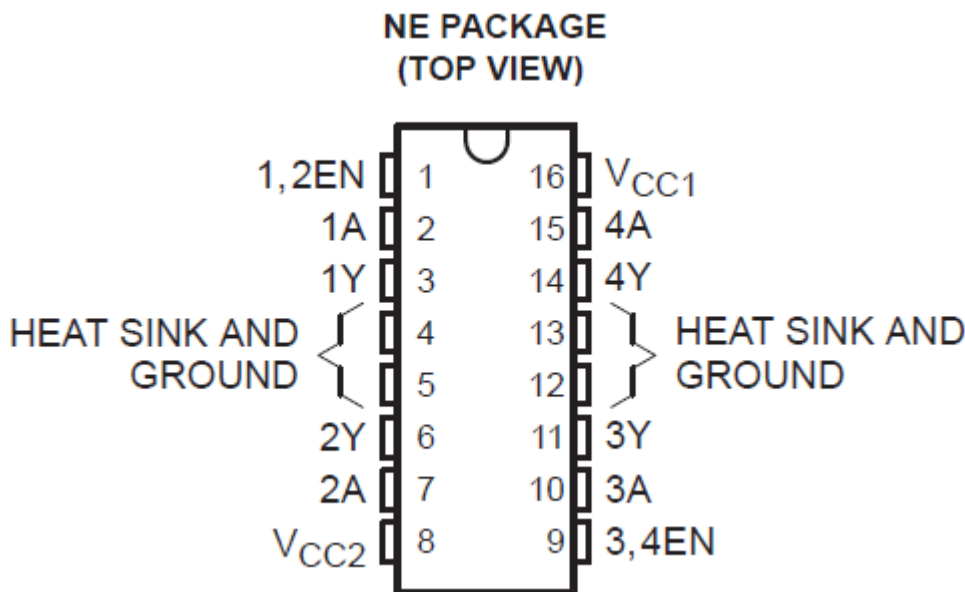 NE PACKAGE
(TOP VIEW)
1,2EN 1 16 VCC1
1A 2 15 4A
1Y 3 14 4Y
HEAT SINK AND 4 13 HEAT SINK AND
GROUND 5 12 GROUND
2Y 6 11 3Y
2A 7 10 3A
VCC2 8 9 3,4EN